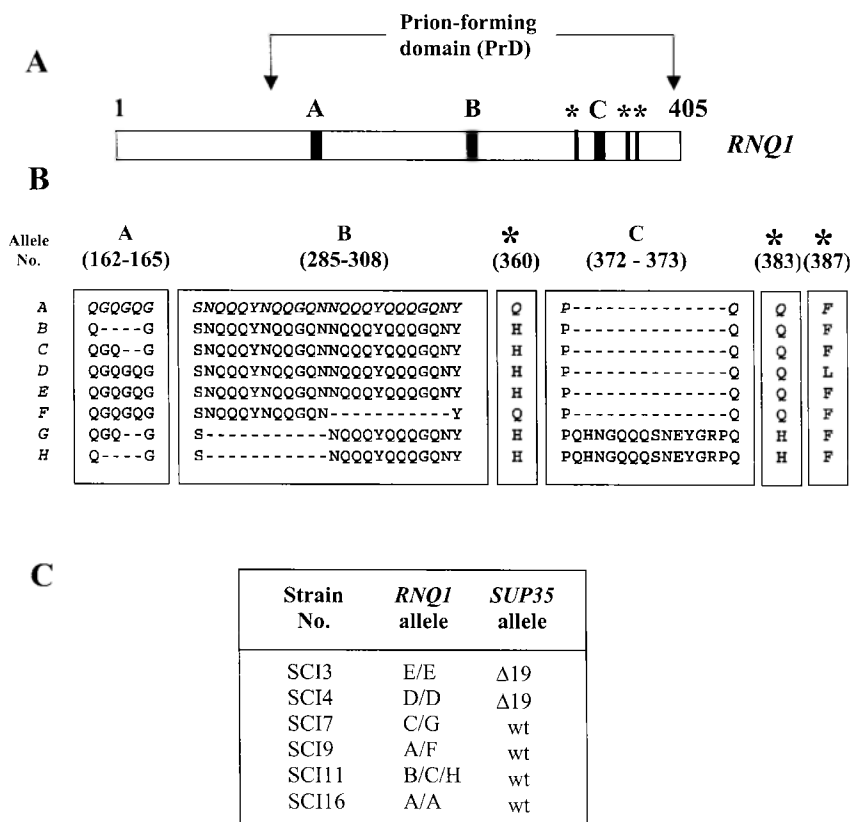 Prion-forming
domain (PrD)
A
1 A B * C ** 405
RNQ1
B
Allele No. A (162-165) B (285-308) * (360) C (372 - 373) * (383) * (387)
A QGQGQG SNQQQYNQQGQNNQQQYQQQGQNY Q P--------------Q Q F
B Q----G SNQQQYNQQGQNNQQQYQQQGQNY H P--------------Q Q F
C QGQ--G SNQQQYNQQGQNNQQQYQQQGQNY H P--------------Q Q F
D QGQGQG SNQQQYNQQGQNNQQQYQQQGQNY H P--------------Q Q L
E QGQGQG SNQQQYNQQGQNNQQQYQQQGQNY H P--------------Q Q F
F QGQGQG SNQQQYNQQGQN-----------Y Q P--------------Q Q F
G QGQ--G S-----------NQQQYQQQGQNY H PQHNGQQQSNEYGRPQ H F
H Q----G S-----------NQQQYQQQGQNY H PQHNGQQQSNEYGRPQ H F
C
Strain No. RNQ1 allele SUP35 allele
SCI3 E/E Δ19
SCI4 D/D Δ19
SCI7 C/G wt
SCI9 A/F wt
SCI11 B/C/H wt
SCI16 A/A wt